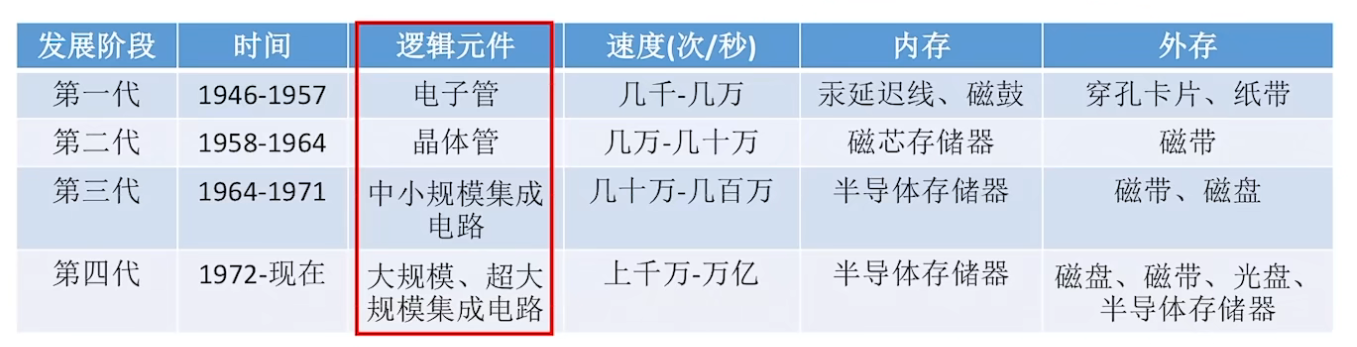 发展阶段 时间 逻辑元件 速度(次/秒) 内存 外存
第一代 1946-1957 电子管 几千-几万 汞延迟线、磁鼓 穿孔卡片、纸带
第二代 1958-1964 晶体管 几万-几十万 磁芯存储器 磁带
第三代 1964-1971 中小规模集成 几十万-几百万 半导体存储器 磁带、磁盘
电路
第四代 1972-现在 大规模、超大 上千万-万亿 半导体存储器 磁盘、磁带、光盘、
规模集成电路 半导体存储器